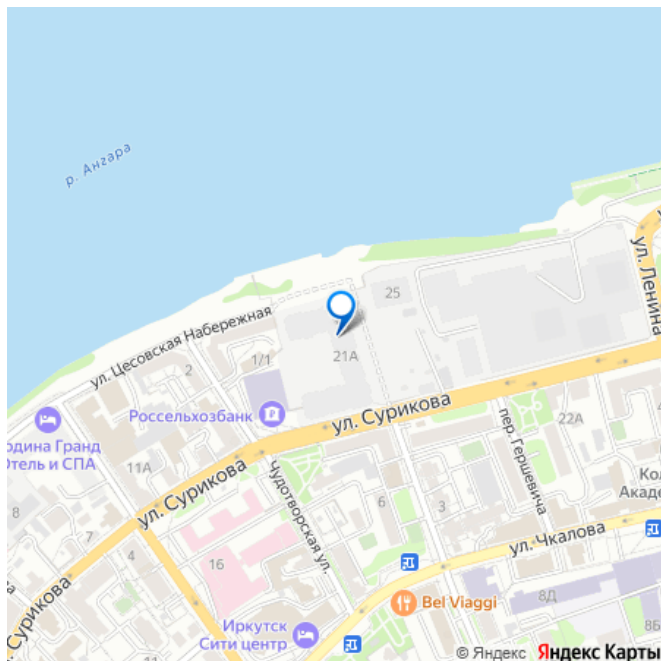 р. Ангара
ул. Ленина
25
ул. Цесовская Набережная
21А
1/1
2
Россельхозбанк
ул. Сурикова
22А
пер. Гершевича
одина Гранд
Отель и СПА
11А
Кол
Акаде
8
ул. Сурикова
Чудотворская ул.
7
6
3
4
ул. Чкалова
16
Сурикова
Bel Viaggi
8Д
8Б
Иркутск
Сити центр
© Яндекс Яндекс Карты